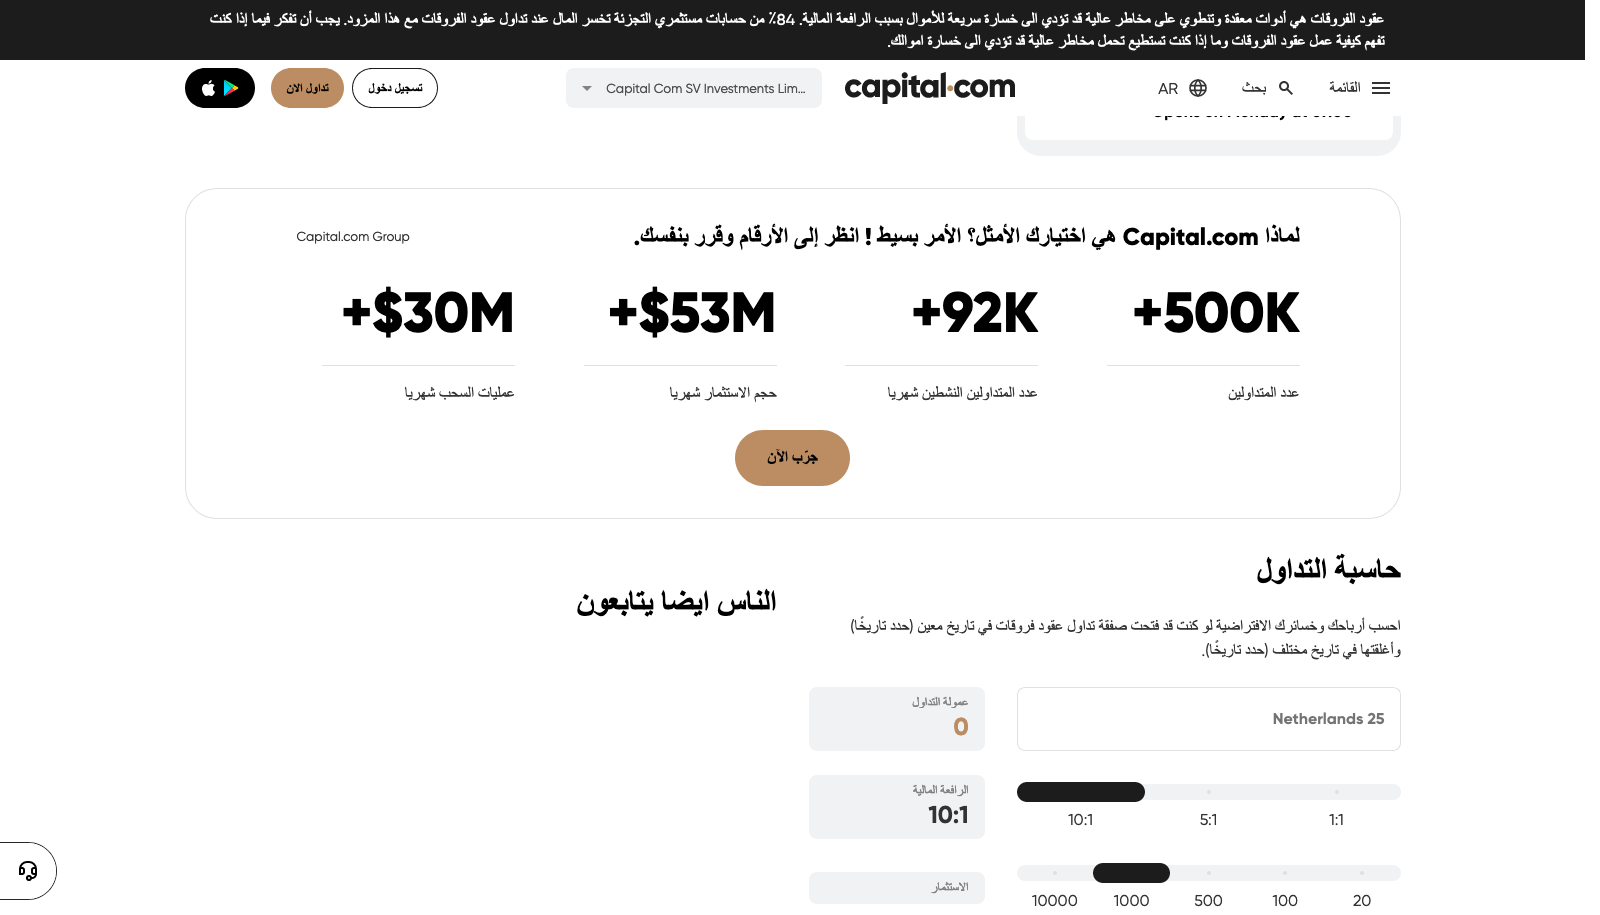 عقود الفروقات هي أدوات معقدة وتنطوي على مخاطر عالية قد تؤدي الى خسارة سريعة للأموال بسبب الرافعة المالية. 84٪ من حسابات مستثمري التجزئة تخسر المال عند تداول عقود الفروقات مع هذا المزود. يجب أن تفكر فيما إذا كنت
تفهم كيفية عمل عقود الفروقات وما إذا كنت تستطيع تحمل مخاطر عالية قد تؤدي الى خسارة اموالك.
القائمة
بحث
AR
capital.com
Capital Com SV Investments Lim...
تسجيل دخول
تداول الان
لماذا Capital.com هي اختيارك الأمثل؟ الأمر بسيط ! انظر إلى الأرقام وقرر بنفسك.
Capital.com Group
+500K
+92K
+$53M
+$30M
عدد المتداولين
عدد المتداولين النشطين شهريا
حجم الاستثمار شهريا
عمليات السحب شهريا
جرّب الآن
حاسبة التداول
الناس ايضا يتابعون
احسب أرباحك وخسائرك الافتراضية لو كنت قد فتحت صفقة تداول عقود فروقات في تاريخ معين (حدد تاريخًا)
وأغلقتها في تاريخ مختلف (حدد تاريخًا).
Netherlands 25
عمولة التداول
0
1:1
5:1
10:1
الرافعة المالية
10:1
20
100
500
1000
10000
الاستثمار